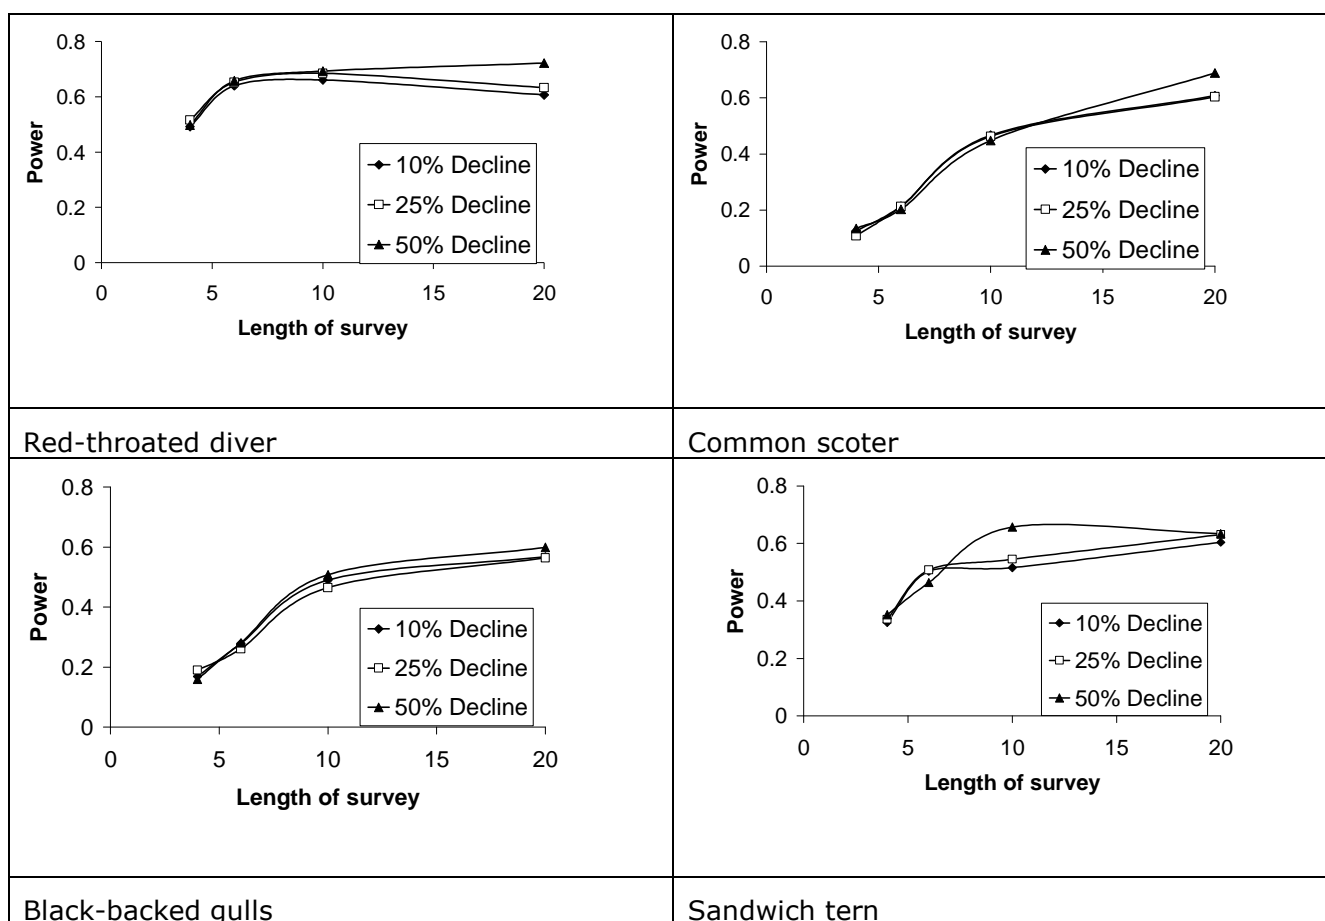 0.8
0.6
0.4
0.2
0
Power
0 5 10 15 20
Length of survey
10% Decline
25% Decline
50% Decline
0.8
0.6
0.4
0.2
0
Power
0 5 10 15 20
Length of survey
10% Decline
25% Decline
50% Decline
Red-throated diver
Common scoter
0.8
0.6
0.4
0.2
0
Power
0 5 10 15 20
Length of survey
10% Decline
25% Decline
50% Decline
0.8
0.6
0.4
0.2
0
Power
0 5 10 15 20
Length of survey
10% Decline
25% Decline
50% Decline
Black-backed gulls
Sandwich tern